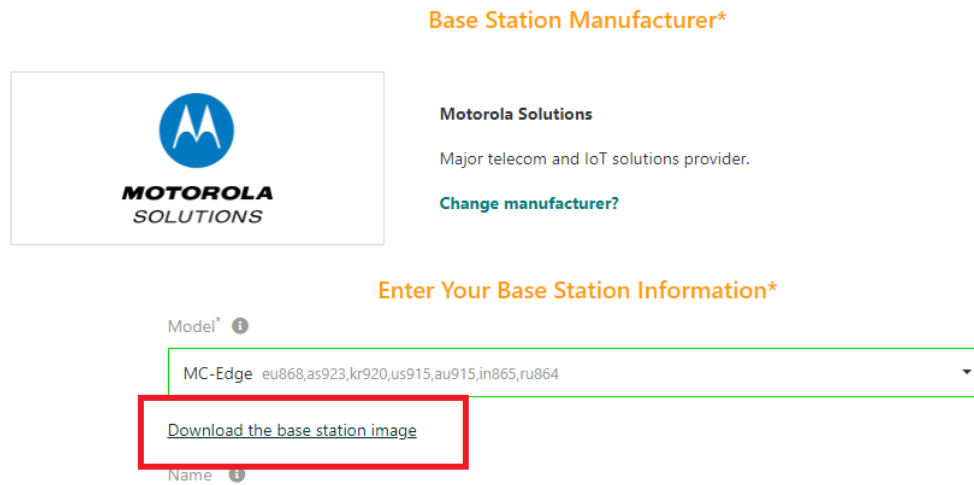 Base Station Manufacturer*
MOTOROLA
SOLUTIONS
Motorola Solutions
Major telecom and IoT solutions provider.
Change manufacturer?
Enter Your Base Station Information*
Model*
MC-Edge eu868,as923,kr920,us915,au915,in865,ru864
Download the base station image
Name